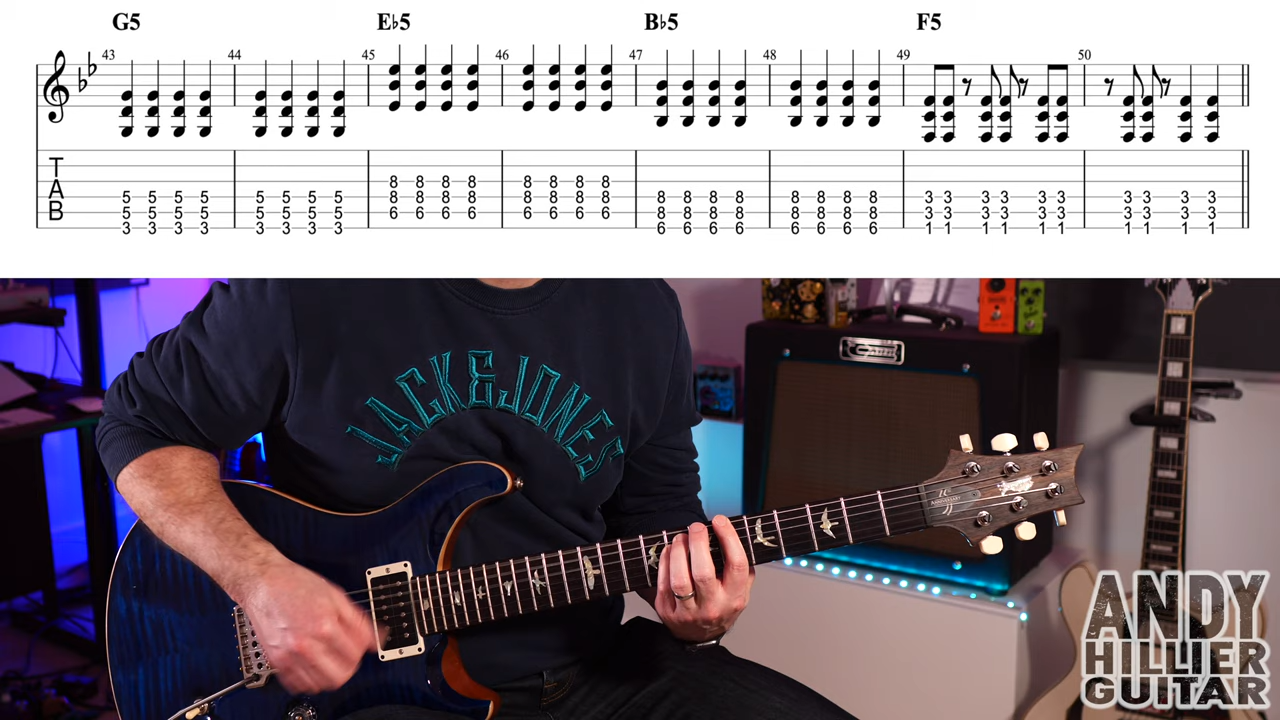 G5 E♭5 B♭5 F5
43 44 45 46 47 48 49 50
T
A
B
8 8 8 8 8 8 8 8
5 5 5 5 5 5 5 5 8 8 8 8 8 8 8 8 8 8 8 8 8 8 8 8 3 3 3 3 3 3 3 3 3 3
5 5 5 5 5 5 5 5 6 6 6 6 6 6 6 6 8 8 8 8 8 8 8 8 3 3 3 3 3 3 3 3 3 3
3 3 3 3 3 3 3 3 6 6 6 6 6 6 6 6 1 1 1 1 1 1 1 1 1 1
JACK&JONES
10
ANDY
HILLIER
GUITAR